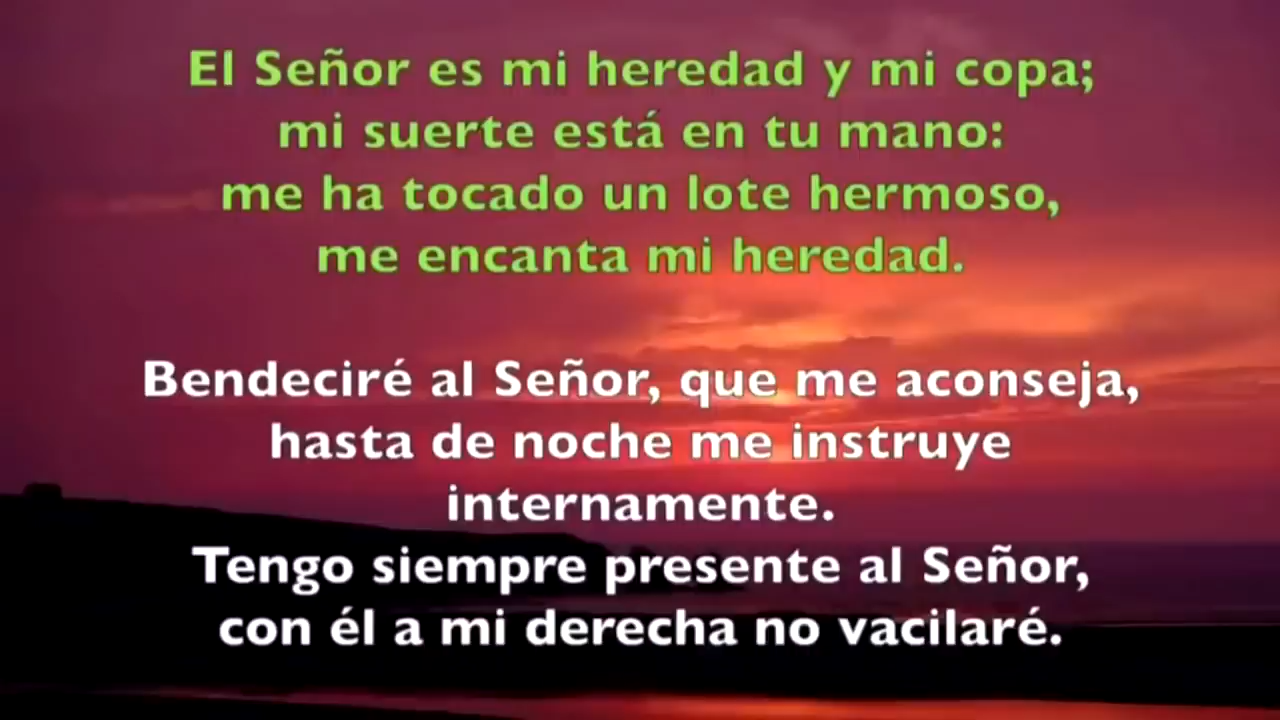 El Señor es mi heredad y mi copa;
mi suerte está en tu mano:
me ha tocado un lote hermoso,
me encanta mi heredad.
Bendeciré al Señor, que me aconseja,
hasta de noche me instruye
internamente.
Tengo siempre presente al Señor,
con él a mi derecha no vacilaré.